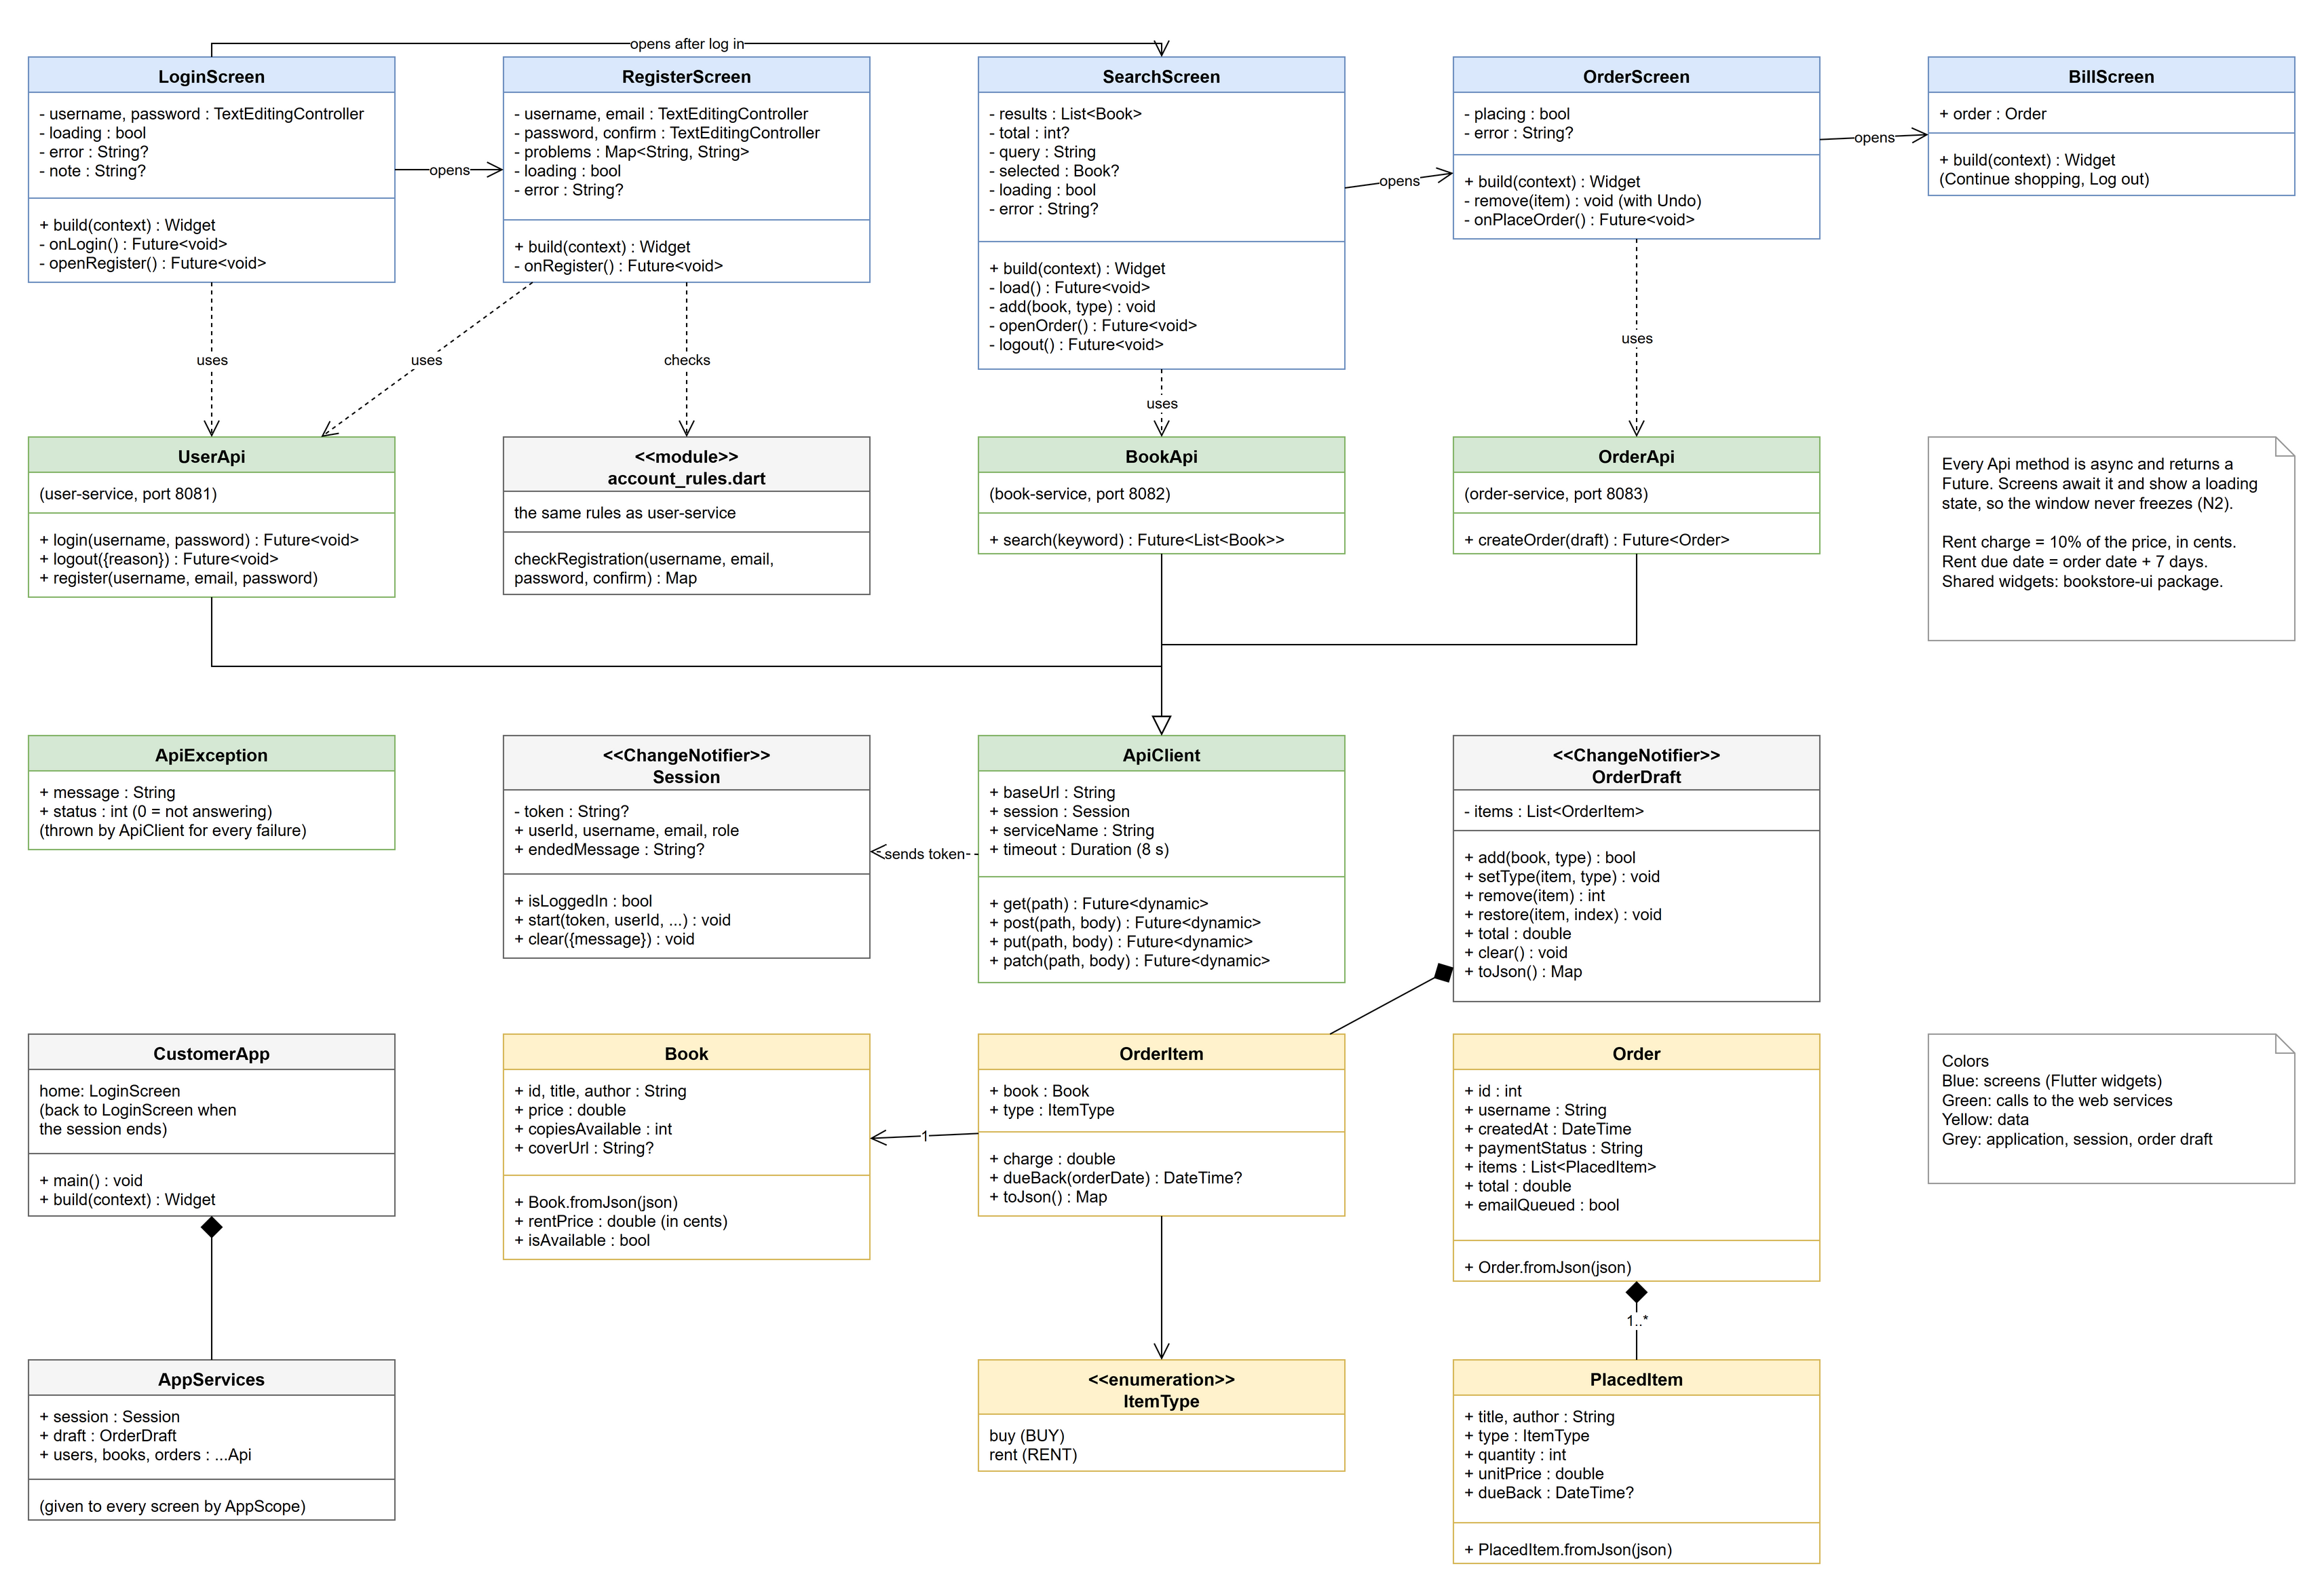 opens after log in
LoginScreen
- username, password : TextEditingController
- loading : bool
- error : String?
- note : String?
+ build(context) : Widget
- onLogin() : Future<void>
- openRegister() : Future<void>
opens
RegisterScreen
- username, email : TextEditingController
- password, confirm : TextEditingController
- problems : Map<String, String>
- loading : bool
- error : String?
+ build(context) : Widget
- onRegister() : Future<void>
SearchScreen
- results : List<Book>
- total : int?
- query : String
- selected : Book?
- loading : bool
- error : String?
+ build(context) : Widget
- load() : Future<void>
- add(book, type) : void
- openOrder() : Future<void>
- logout() : Future<void>
opens
OrderScreen
- placing : bool
- error : String?
+ build(context) : Widget
- remove(item) : void (with Undo)
- onPlaceOrder() : Future<void>
opens
BillScreen
+ order : Order
+ build(context) : Widget
(Continue shopping, Log out)
uses
uses
checks
uses
uses
UserApi
(user-service, port 8081)
+ login(username, password) : Future<void>
+ logout({reason}) : Future<void>
+ register(username, email, password)
<<module>>
account_rules.dart
the same rules as user-service
checkRegistration(username, email,
password, confirm) : Map
BookApi
(book-service, port 8082)
+ search(keyword) : Future<List<Book>>
OrderApi
(order-service, port 8083)
+ createOrder(draft) : Future<Order>
Every Api method is async and returns a
Future. Screens await it and show a loading
state, so the window never freezes (N2).
Rent charge = 10% of the price, in cents.
Rent due date = order date + 7 days.
Shared widgets: bookstore-ui package.
ApiException
+ message : String
+ status : int (0 = not answering)
(thrown by ApiClient for every failure)
<<ChangeNotifier>>
Session
- token : String?
+ userId, username, email, role
+ endedMessage : String?
+ isLoggedIn : bool
+ start(token, userId, ...) : void
+ clear({message}) : void
sends token
ApiClient
+ baseUrl : String
+ session : Session
+ serviceName : String
+ timeout : Duration (8 s)
+ get(path) : Future<dynamic>
+ post(path, body) : Future<dynamic>
+ put(path, body) : Future<dynamic>
+ patch(path, body) : Future<dynamic>
<<ChangeNotifier>>
OrderDraft
- items : List<OrderItem>
+ add(book, type) : bool
+ setType(item, type) : void
+ remove(item) : int
+ restore(item, index) : void
+ total : double
+ clear() : void
+ toJson() : Map
CustomerApp
home: LoginScreen
(back to LoginScreen when
the session ends)
+ main() : void
+ build(context) : Widget
Book
+ id, title, author : String
+ price : double
+ copiesAvailable : int
+ coverUrl : String?
+ Book.fromJson(json)
+ rentPrice : double (in cents)
+ isAvailable : bool
1
OrderItem
+ book : Book
+ type : ItemType
+ charge : double
+ dueBack(orderDate) : DateTime?
+ toJson() : Map
Order
+ id : int
+ username : String
+ createdAt : DateTime
+ paymentStatus : String
+ items : List<PlacedItem>
+ total : double
+ emailQueued : bool
+ Order.fromJson(json)
Colors
Blue: screens (Flutter widgets)
Green: calls to the web services
Yellow: data
Grey: application, session, order draft
1..*
AppServices
+ session : Session
+ draft : OrderDraft
+ users, books, orders : ...Api
(given to every screen by AppScope)
<<enumeration>>
ItemType
buy (BUY)
rent (RENT)
PlacedItem
+ title, author : String
+ type : ItemType
+ quantity : int
+ unitPrice : double
+ dueBack : DateTime?
+ PlacedItem.fromJson(json)